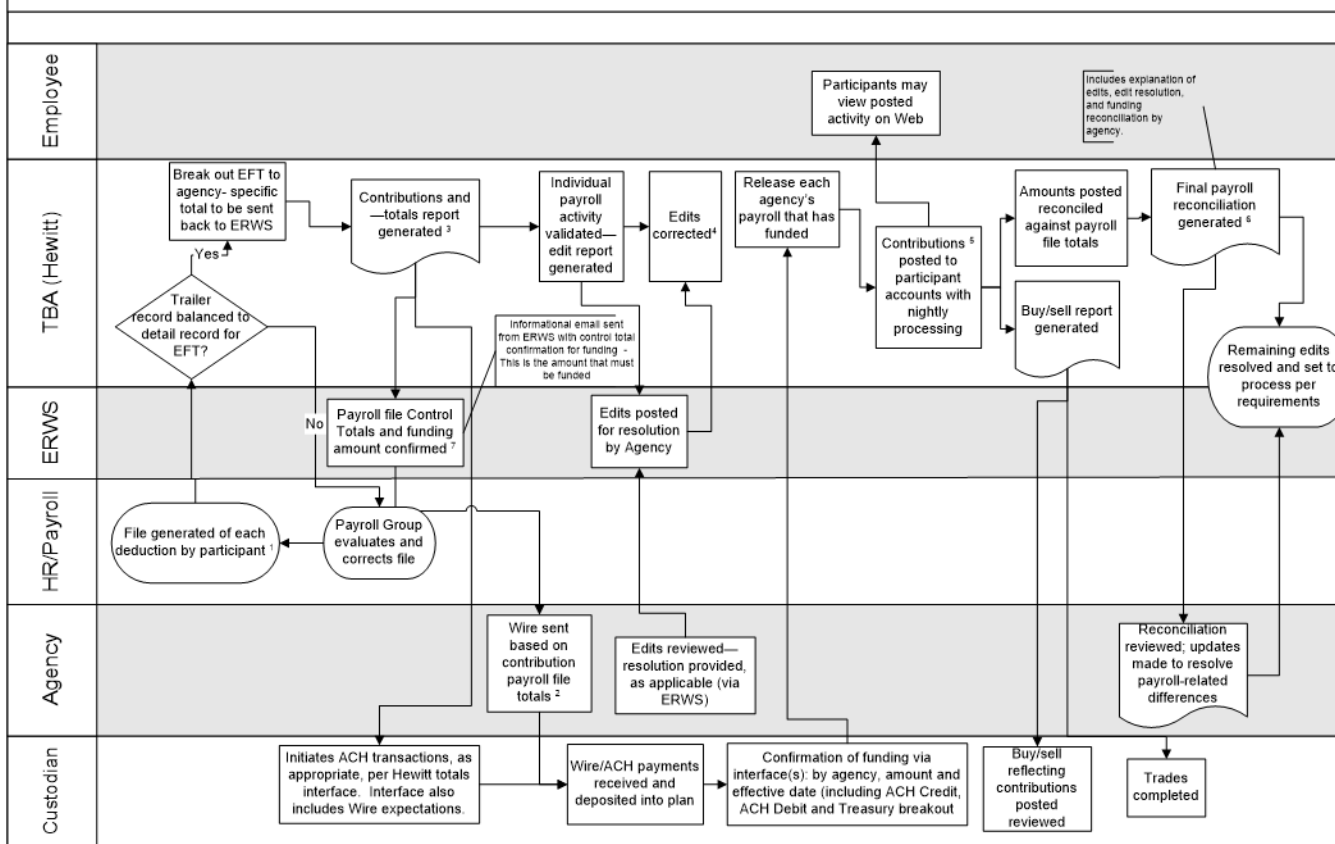 Employee
Participants may
view posted
activity on Web
Includes explanation of
edits, edit resolution,
and funding
reconciliation by
agency.
TBA (Hewitt)
Break out EFT to
agency- specific
total to be sent
back to ERWS
Yes
Trailer
record balanced to
detail record for
EFT?
Contributions and
—totals report
generated 3
Individual
payroll
activity
validated—
edit report
generated
Edits
corrected4
Release each
agency's
payroll that has
funded
Contributions 5
posted to
participant
accounts with
nightly
processing
Amounts posted
reconciled
against payroll
file totals
Buy/sell report
generated
Final payroll
reconciliation
generated 6
Informational email sent
from ERWS with control total
confirmation for funding -
This is the amount that must
be funded
Remaining edits
resolved and set to
process per
requirements
ERWS
No
Payroll file Control
Totals and funding
amount confirmed 7
Edits posted
for resolution
by Agency
HR/Payroll
File generated of each
deduction by participant 1
Payroll Group
evaluates and
corrects file
Agency
Wire sent
based on
contribution
payroll file
totals 2
Edits reviewed—
resolution provided,
as applicable (via
ERWS)
Reconciliation
reviewed; updates
made to resolve
payroll-related
differences
Custodian
Initiates ACH transactions, as
appropriate, per Hewitt totals
interface. Interface also
includes Wire expectations.
Wire/ACH payments
received and
deposited into plan
Confirmation of funding via
interface(s): by agency, amount and
effective date (including ACH Credit,
ACH Debit and Treasury breakout
Buy/sell
reflecting
contributions
posted
reviewed
Trades
completed